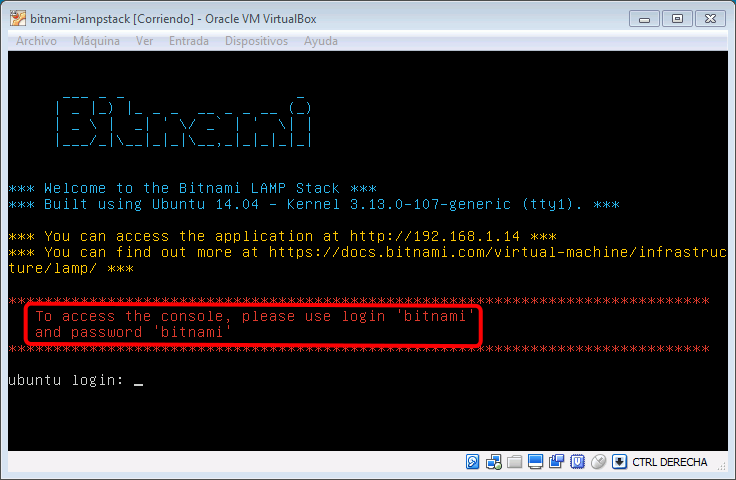 bitnami-lampstack [Corriendo] - Oracle VM VirtualBox
Archivo Máquina Ver Entrada Dispositivos Ayuda
Bitnami
*** Welcome to the Bitnami LAMP Stack ***
*** Built using Ubuntu 14.04 - Kernel 3.13.0-107-generic (tty1). ***
*** You can access the application at http://192.168.1.14 ***
*** You can find out more at https://docs.bitnami.com/virtual-machine/infrastruc
ture/lamp/ ***
******************************************************************************
To access the console, please use login 'bitnami'
and password 'bitnami'
******************************************************************************
ubuntu login: _
CTRL DERECHA